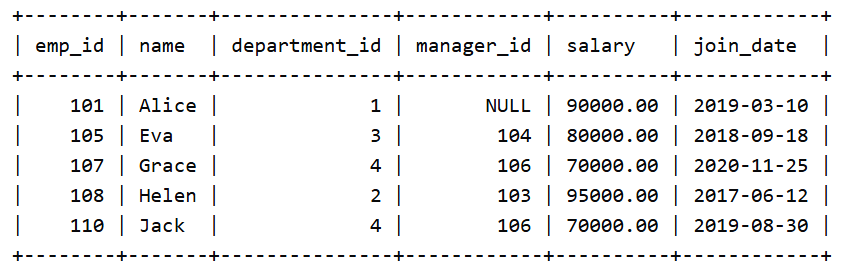 +--------+-------+---------------+------------+----------+------------+
| emp_id | name  | department_id | manager_id | salary   | join_date  |
+--------+-------+---------------+------------+----------+------------+
|    101 | Alice |             1 |       NULL | 90000.00 | 2019-03-10 |
|    105 | Eva   |             3 |        104 | 80000.00 | 2018-09-18 |
|    107 | Grace |             4 |        106 | 70000.00 | 2020-11-25 |
|    108 | Helen |             2 |        103 | 95000.00 | 2017-06-12 |
|    110 | Jack  |             4 |        106 | 70000.00 | 2019-08-30 |
+--------+-------+---------------+------------+----------+------------+